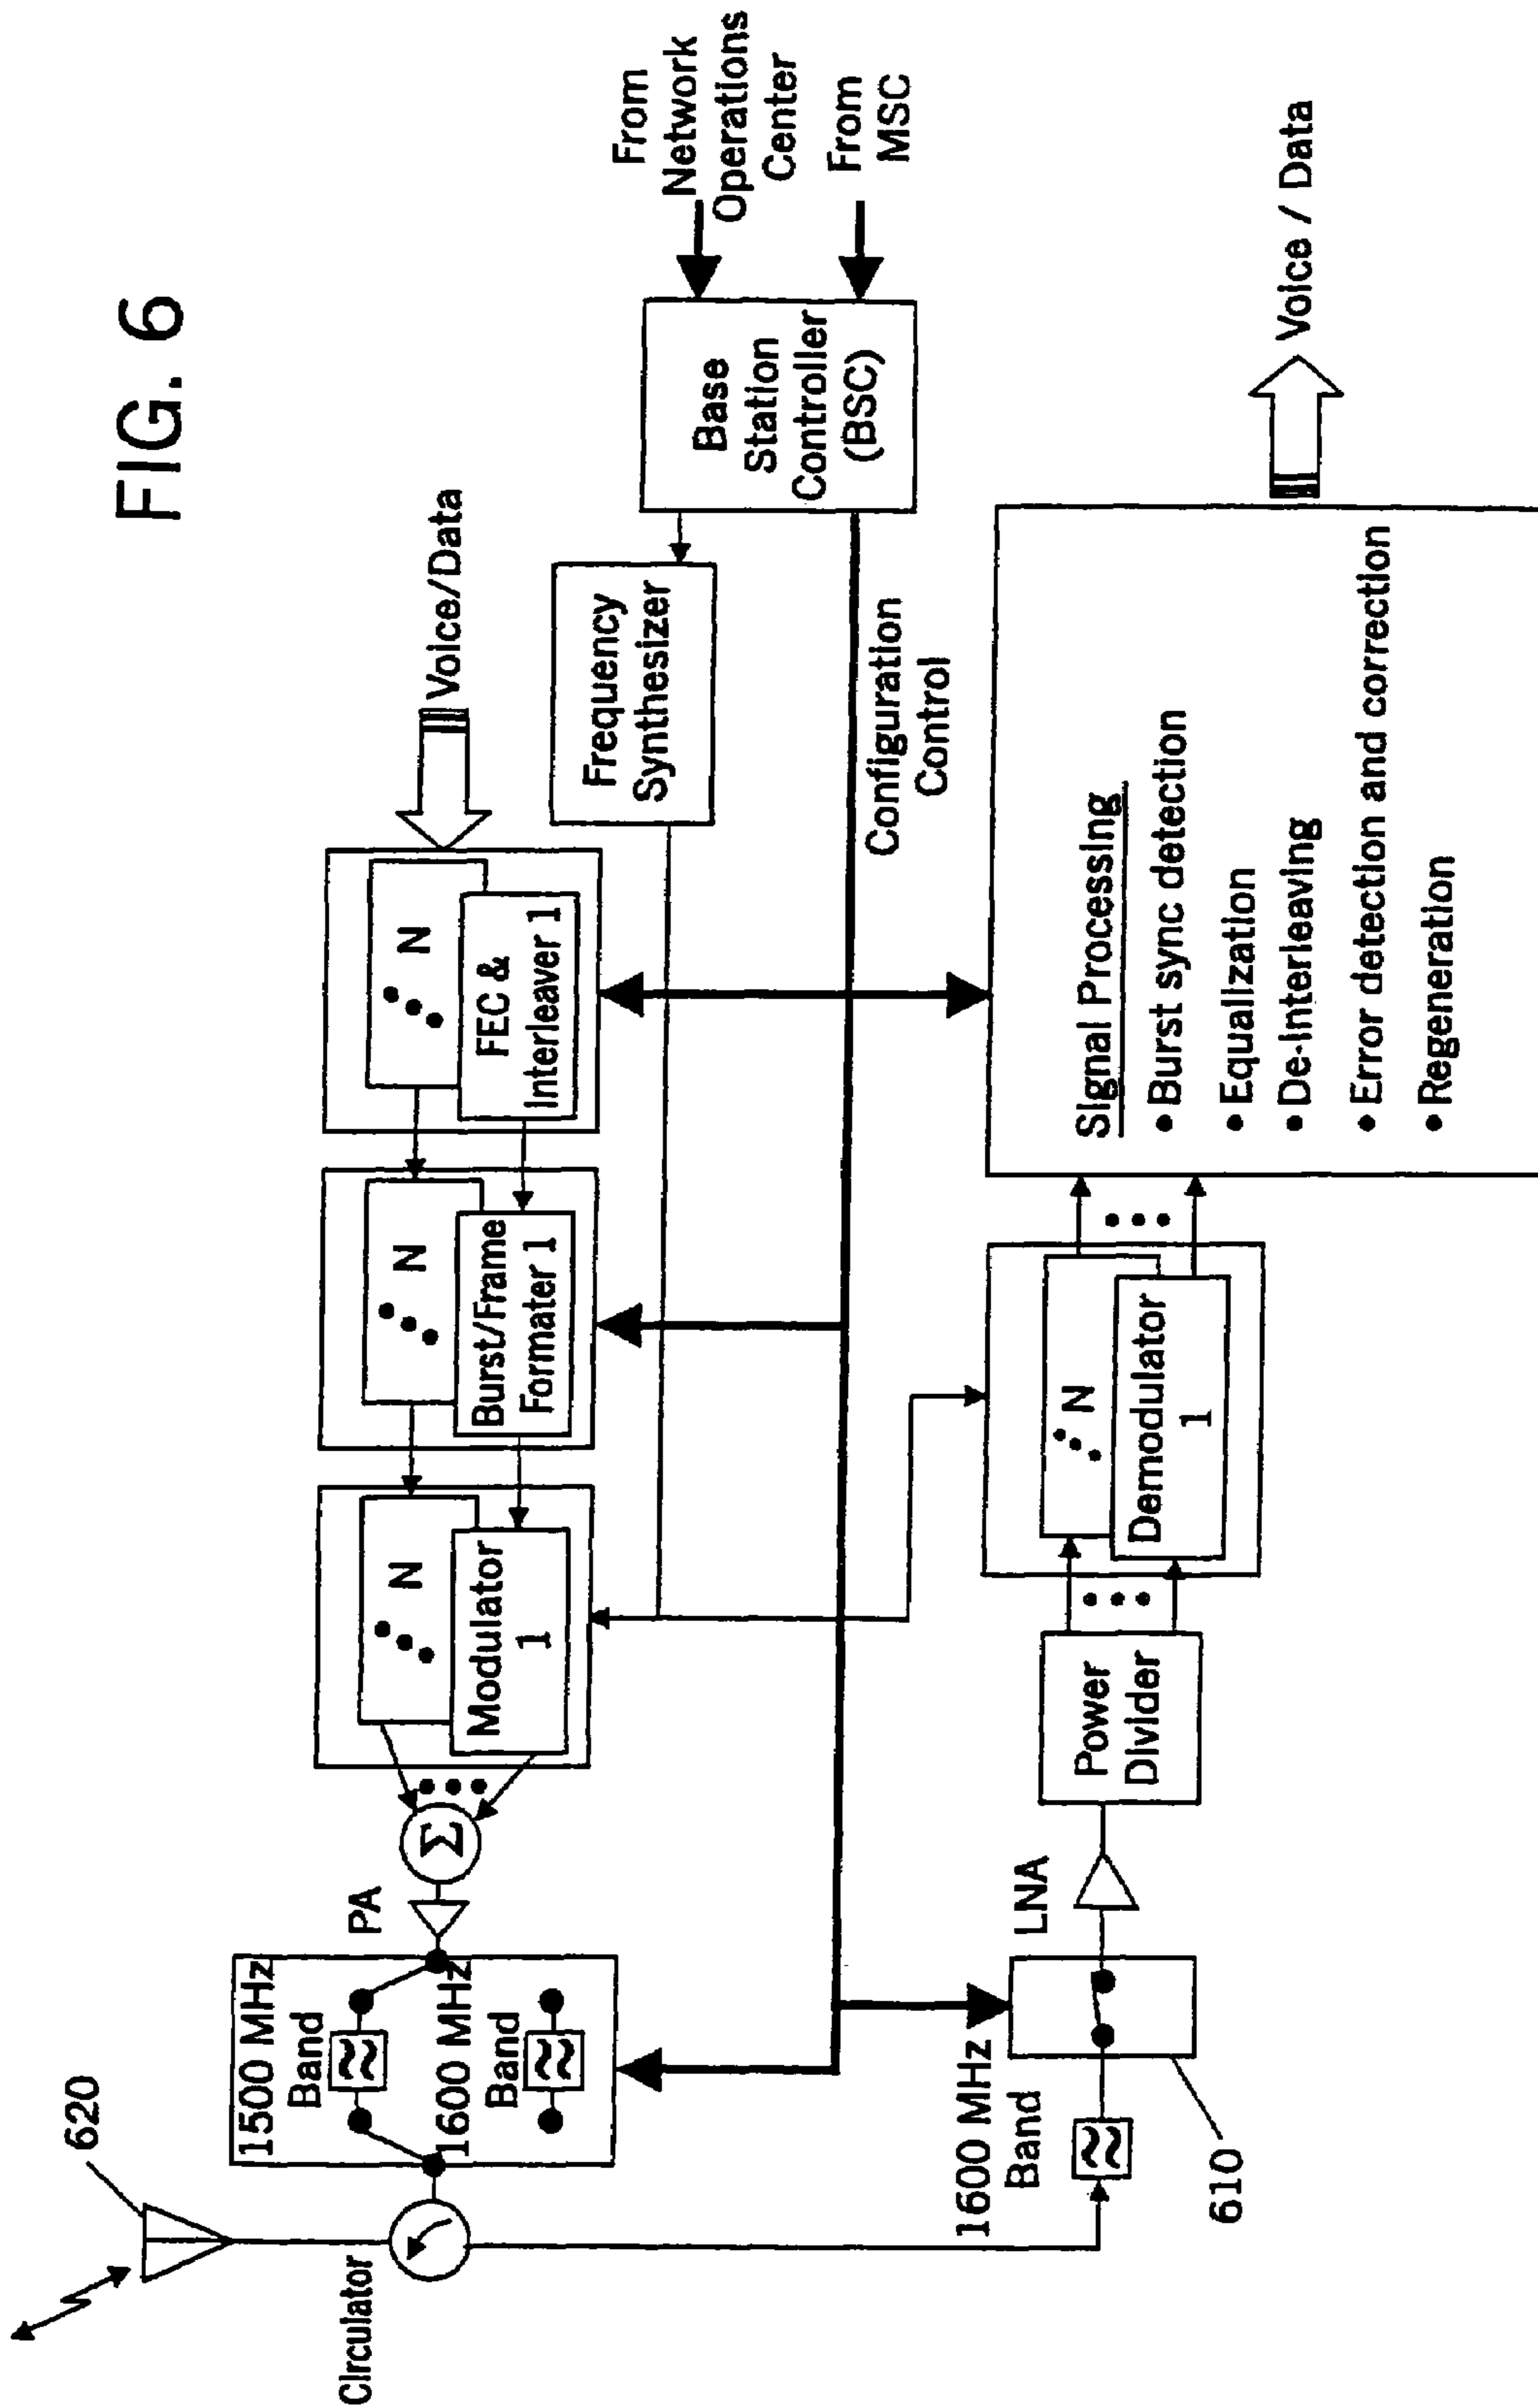 FIG. 6
620
Circulator
1500 MHz
Band
1600 MHz
Band
PA
Σ
N
Modulator
1
N
Burst/Frame
Formater 1
N
FEC &
Interleaver 1
Voice/Data
Frequency
Synthesizer
Base
Station
Controller
(BSC)
From
Network
Operations
Center
From
MSC
Configuration
Control
1600 MHz
Band
610
LNA
Power
Divider
N
Demodulator
1
Signal Processing
• Burst sync detection
• Equalization
• De-Interleaving
• Error detection and correction
• Regeneration
Voice / Data